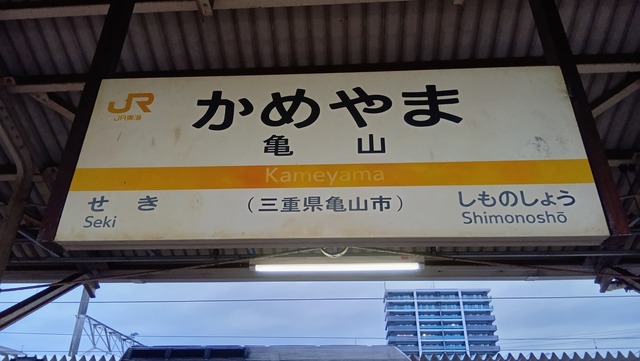 JR
JR東海
かめやま
亀山
Kameyama
せき
Seki
(三重県亀山市)
しものしょう
Shimonoshō